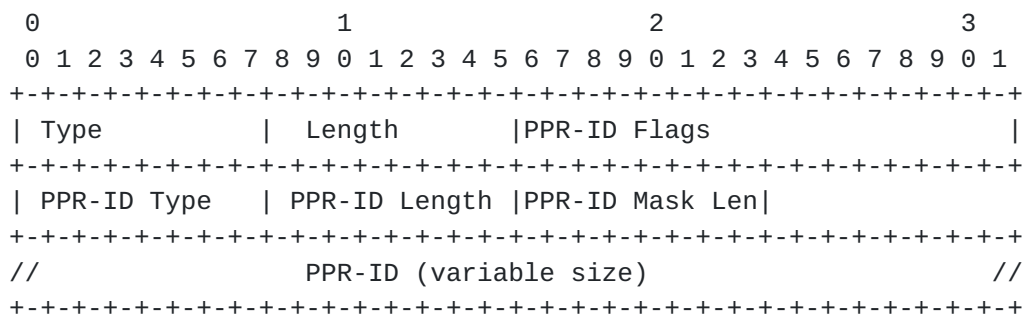 0                   1                   2                   3
 0 1 2 3 4 5 6 7 8 9 0 1 2 3 4 5 6 7 8 9 0 1 2 3 4 5 6 7 8 9 0 1
+-+-+-+-+-+-+-+-+-+-+-+-+-+-+-+-+-+-+-+-+-+-+-+-+-+-+-+-+-+-+-+-+
| Type          |  Length       |PPR-ID Flags                   |
+-+-+-+-+-+-+-+-+-+-+-+-+-+-+-+-+-+-+-+-+-+-+-+-+-+-+-+-+-+-+-+-+
| PPR-ID Type   | PPR-ID Length |PPR-ID Mask Len|
+-+-+-+-+-+-+-+-+-+-+-+-+-+-+-+-+-+-+-+-+-+-+-+-+-+-+-+-+-+-+-+-+
//                 PPR-ID (variable size)                      //
+-+-+-+-+-+-+-+-+-+-+-+-+-+-+-+-+-+-+-+-+-+-+-+-+-+-+-+-+-+-+-+-+